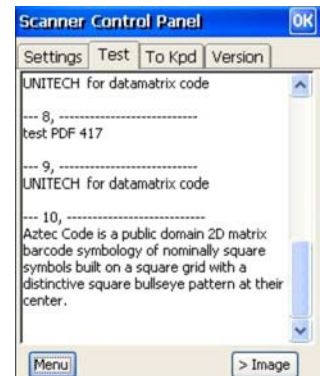 Scanner Control Panel OK
Settings Test To Kpd Version
UNITECH for datamatrix code
--- 8, --------------------------
test PDF 417
--- 9, --------------------------
UNITECH for datamatrix code
--- 10, -------------------------
Aztec Code is a public domain 2D matrix
barcode symbology of nominally square
symbols built on a square grid with a
distinctive square bullseye pattern at their
center.
Menu > Image